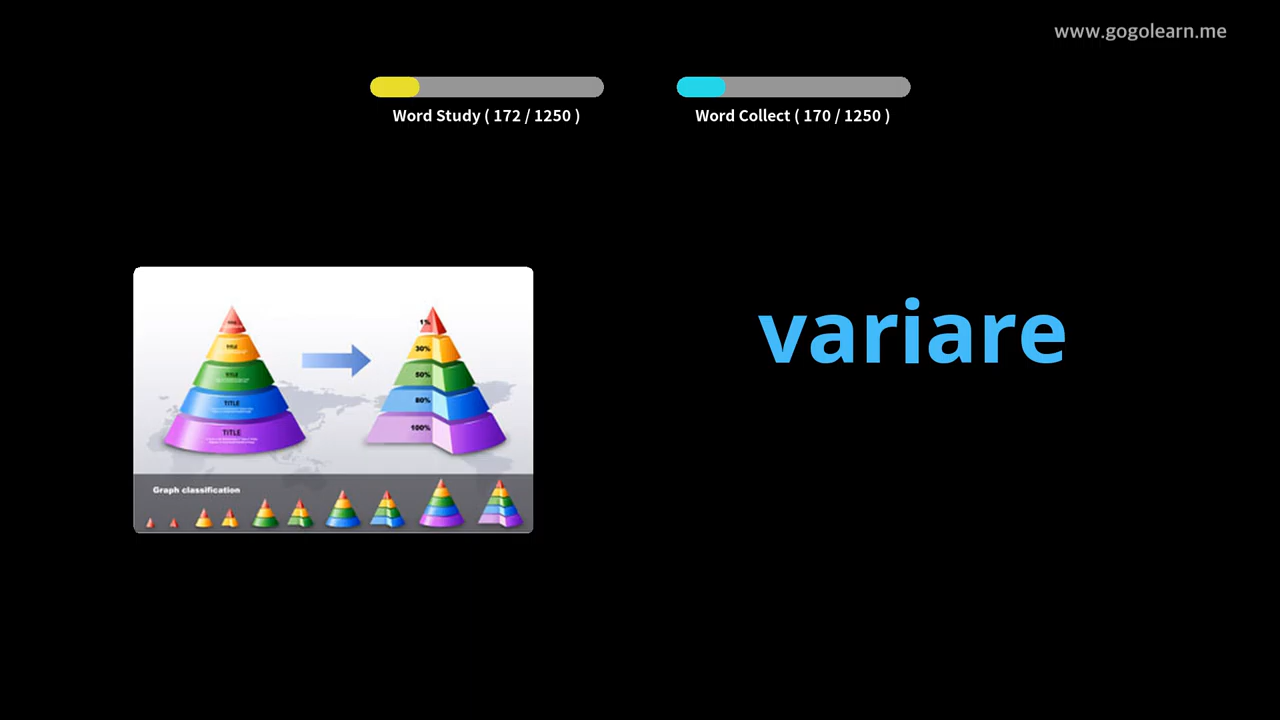 www.gogolearn.me
Word Study ( 172 / 1250 )
Word Collect ( 170 / 1250 )
variare
TITLE
TITLE
TITLE
TITLE
1%
30%
50%
80%
100%
Graph classification